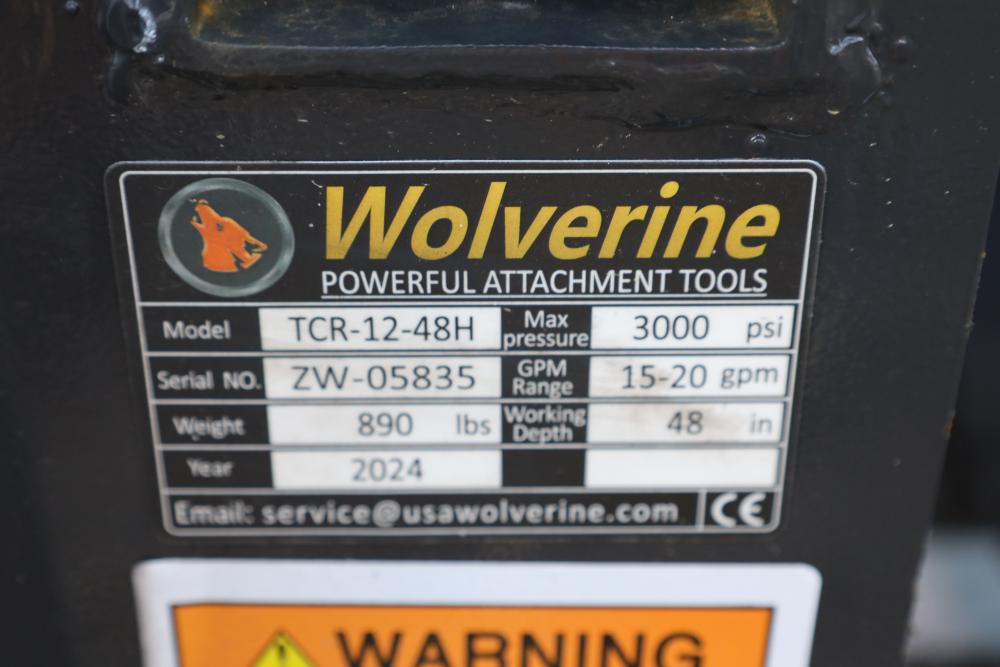 Wolverine
POWERFUL ATTACHMENT TOOLS
Model TCR-12-48H Max pressure 3000 psi
Serial NO. ZW-05835 GPM Range 15-20 gpm
Weight 890 lbs Working Depth 48 in
Year 2024
Email: service@usawolverine.com CE
WARNING